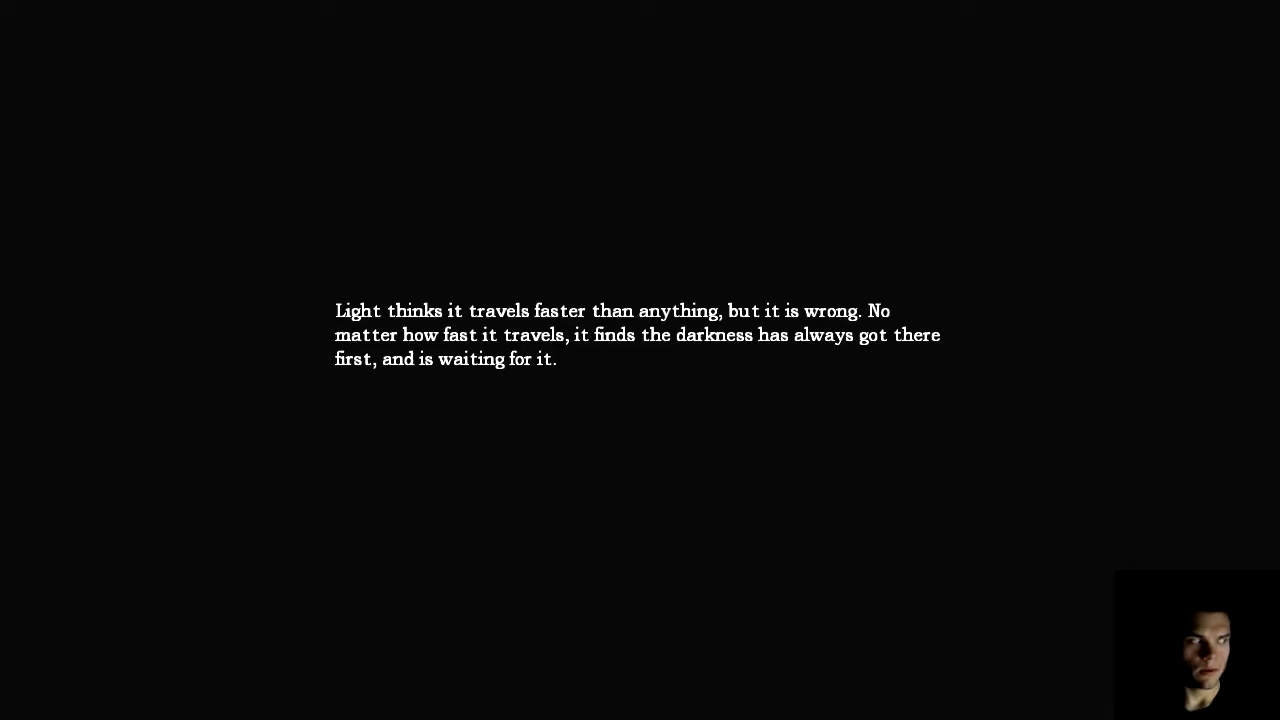 Light thinks it travels faster than anything, but it is wrong. No
matter how fast it travels, it finds the darkness has always got there
first, and is waiting for it.